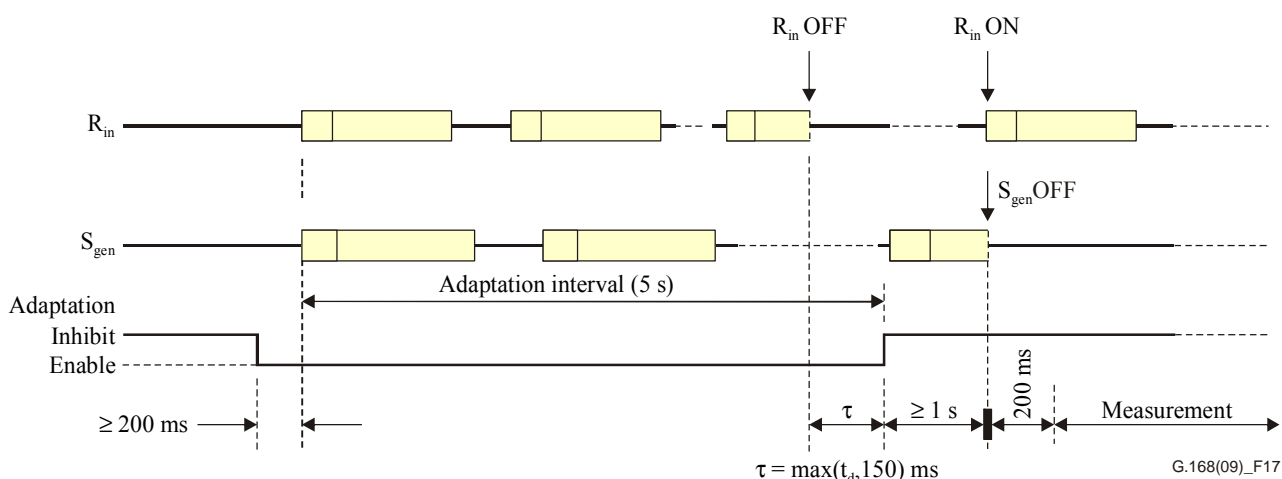 R_in OFF
R_in ON
R_in
S_gen OFF
S_gen
Adaptation interval (5 s)
Adaptation
Inhibit
Enable
≥ 200 ms
τ
≥ 1 s
200 ms
Measurement
τ = max(t_d,150) ms
G.168(09)_F17